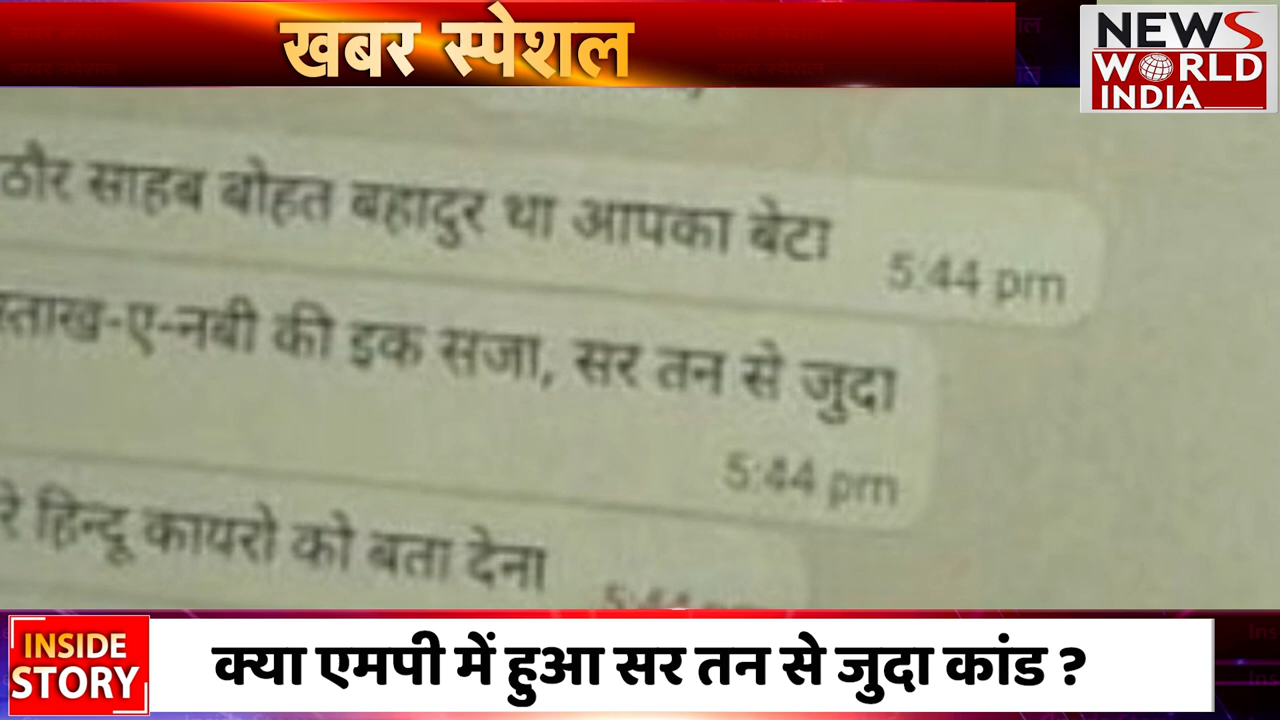 खबर स्पेशल
NEWS
WORLD
INDIA
ठौर साहब बोहत बहादुर था आपका बेटा
5:44 pm
स्ताख-ए-नबी की इक सजा, सर तन से जुदा
5:44 pm
रे हिन्दू कायरो को बता देना
INSIDE
STORY
क्या एमपी में हुआ सर तन से जुदा कांड ?